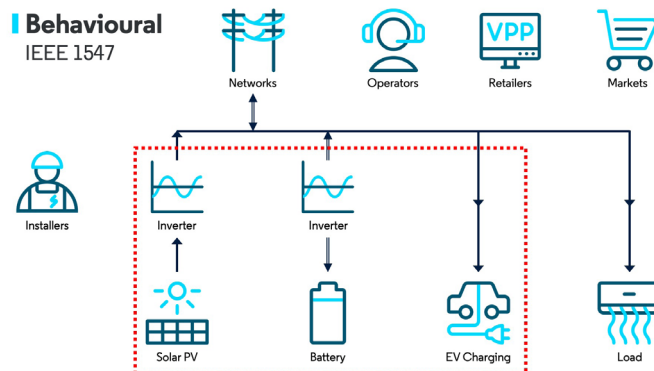 Behavioural
IEEE 1547
VPP
Networks
Operators
Retailers
Markets
Installers
Inverter
Inverter
Solar PV
Battery
EV Charging
Load